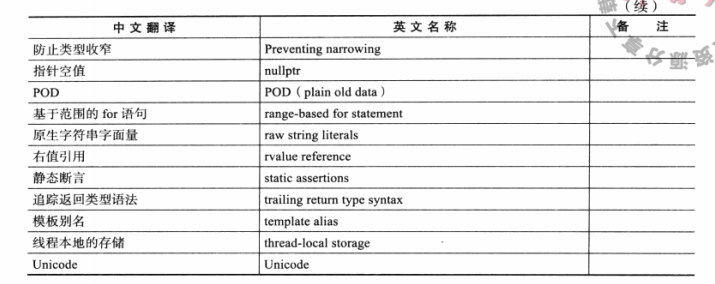 （续）
中文翻译 英文名称 备注
防止类型收窄 Preventing narrowing
指针空值 nullptr
POD POD（plain old data）
基于范围的 for 语句 range-based for statement
原生字符串字面量 raw string literals
右值引用 rvalue reference
静态断言 static assertions
追踪返回类型语法 trailing return type syntax
模板别名 template alias
线程本地的存储 thread-local storage
Unicode Unicode